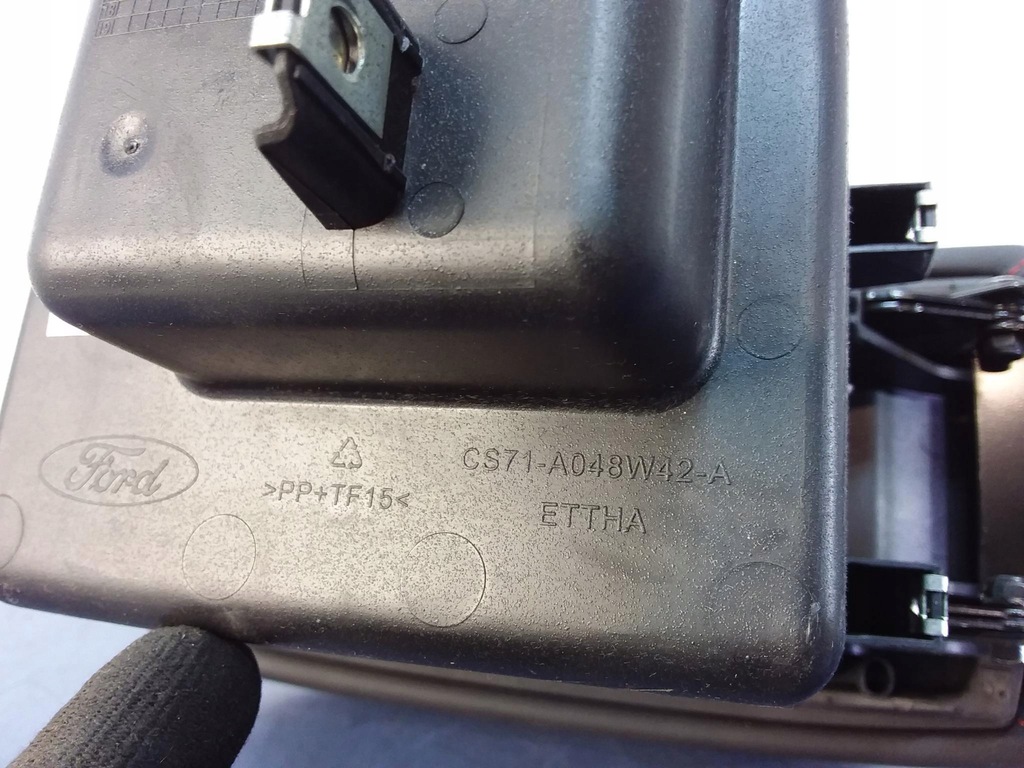 Ford
>PP+TF15<
CS71-A048W42-A
ETTHA